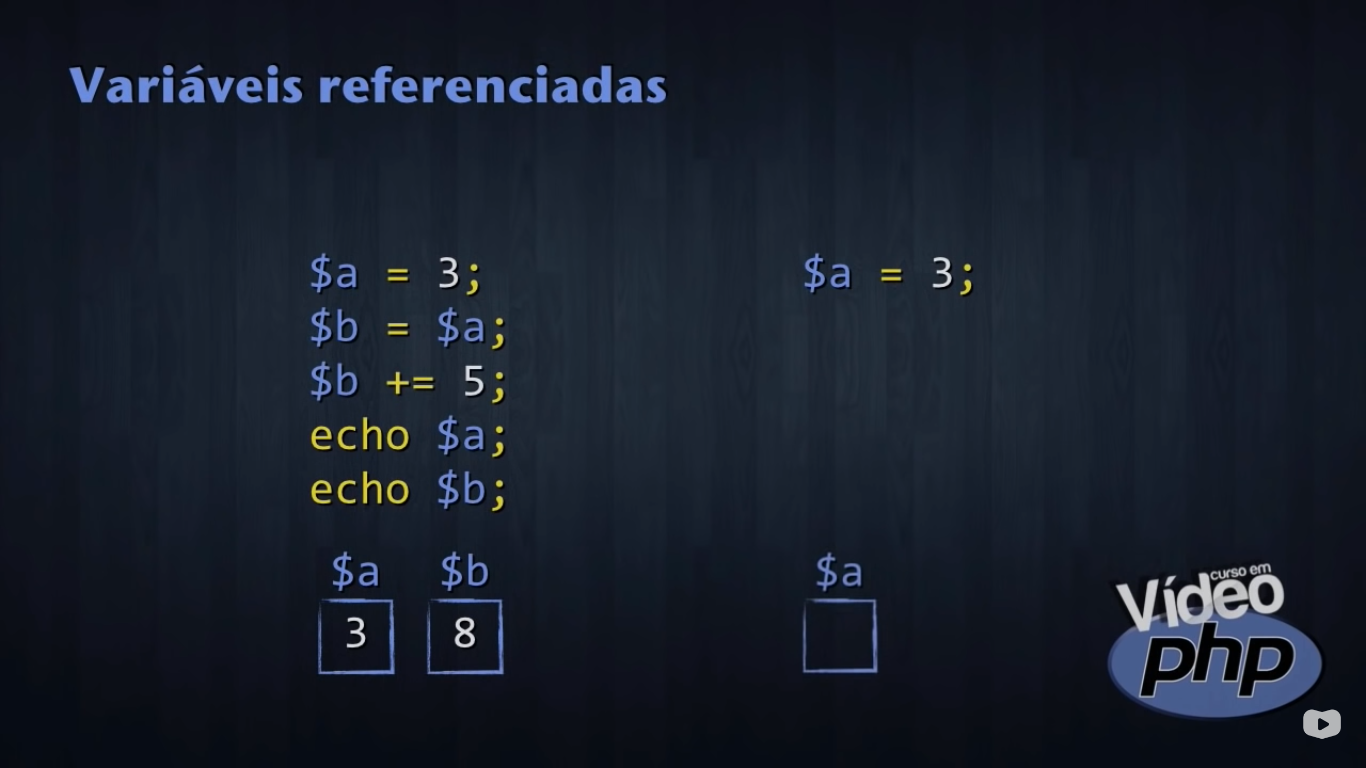 Variáveis referenciadas
$a = 3;
$b = $a;
$b += 5;
echo $a;
echo $b;
$a $b
3 8
$a = 3;
$a
curso em
Vídeo
php